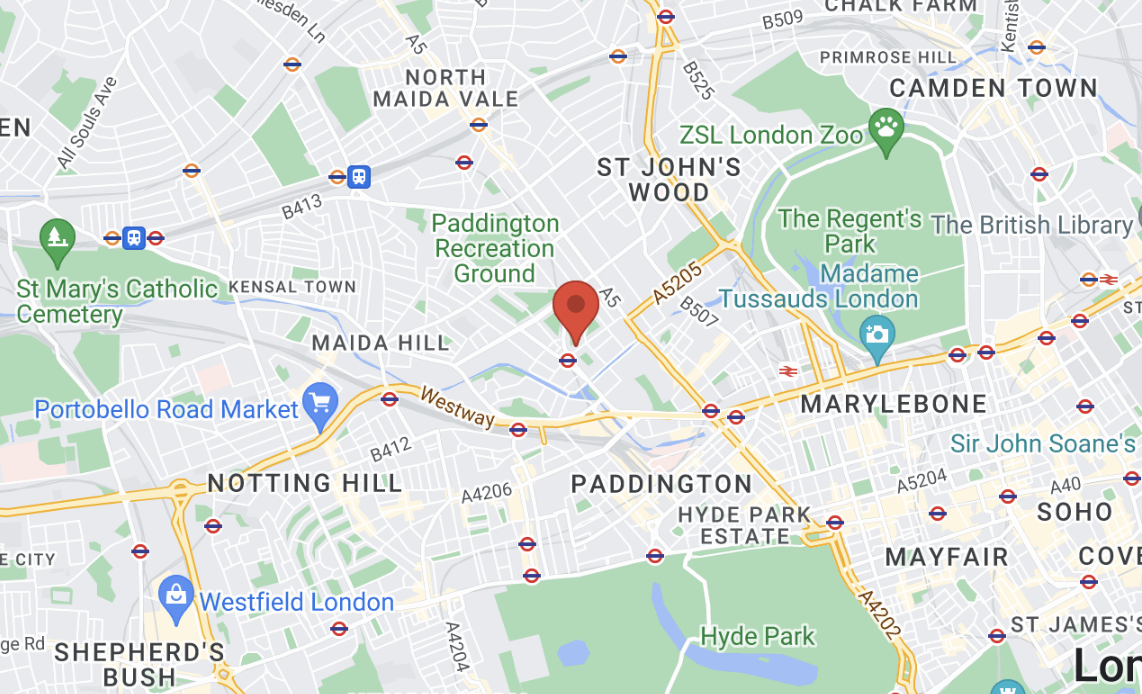 CHALK FARM
B509
Kentis
lesden Ln
A5
PRIMROSE HILL
B525
NORTH
MAIDA VALE
CAMDEN TOWN
All Souls Ave
EN
ZSL London Zoo
ST JOHN'S
WOOD
B413
Paddington
Recreation
Ground
The Regent's
Park
The British Library
St Mary's Catholic
Cemetery
KENSAL TOWN
A5
A5205
B507
Madame
Tussauds London
ST
MAIDA HILL
Portobello Road Market
Westway
MARYLEBONE
B412
Sir John Soane's
NOTTING HILL
A4206
PADDINGTON
A5204
A40
HYDE PARK
ESTATE
SOHO
E CITY
MAYFAIR
COVE
Westfield London
A4202
ge Rd
SHEPHERD'S
BUSH
A4204
Hyde Park
ST JAMES'S
Lon